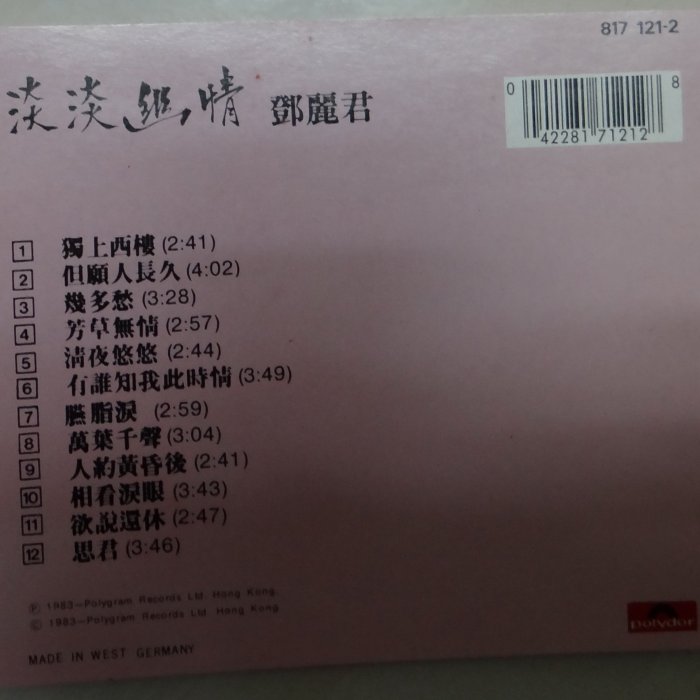 817 121-2
淡淡幽情 鄧麗君
0 42281 71212 8
1 獨上西樓 (2:41)
2 但願人長久 (4:02)
3 幾多愁 (3:28)
4 芳草無情 (2:57)
5 清夜悠悠 (2:44)
6 有誰知我此時情 (3:49)
7 臙脂淚 (2:59)
8 萬葉千聲 (3:04)
9 人約黃昏後 (2:41)
10 相看淚眼 (3:43)
11 欲說還休 (2:47)
12 思君 (3:46)
℗ 1983—Polygram Records Ltd. Hong Kong.
© 1983—Polygram Records Ltd. Hong Kong
polydor
MADE IN WEST GERMANY